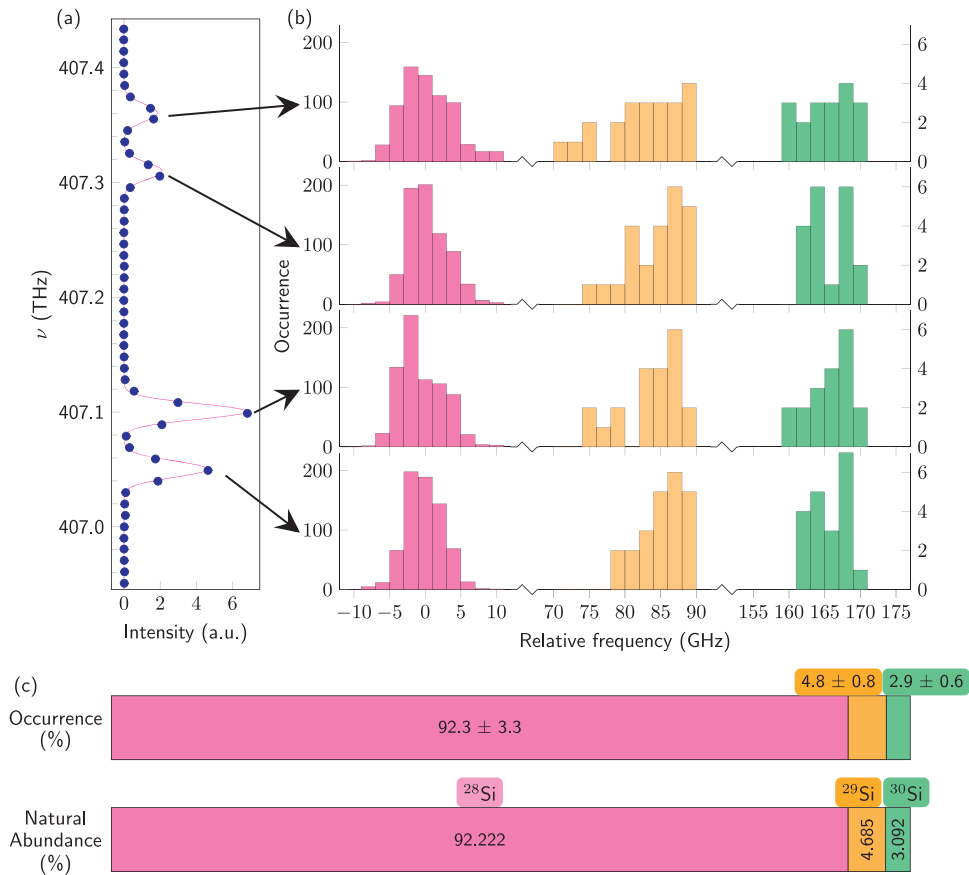 (a)
(b)
ν (THz)
407.4
407.3
407.2
407.1
407.0
0 2 4 6
Intensity (a.u.)
Occurrence
200
100
0
6
4
2
0
200
100
0
6
4
2
0
200
100
0
6
4
2
0
200
100
0
6
4
2
0
−10 −5 0 5 10 70 75 80 85 90 155 160 165 170 175
Relative frequency (GHz)
(c)
4.8 ± 0.8 2.9 ± 0.6
Occurrence
(%)
92.3 ± 3.3
²⁸Si ²⁹Si ³⁰Si
Natural
Abundance
(%)
92.222 4.685 3.092